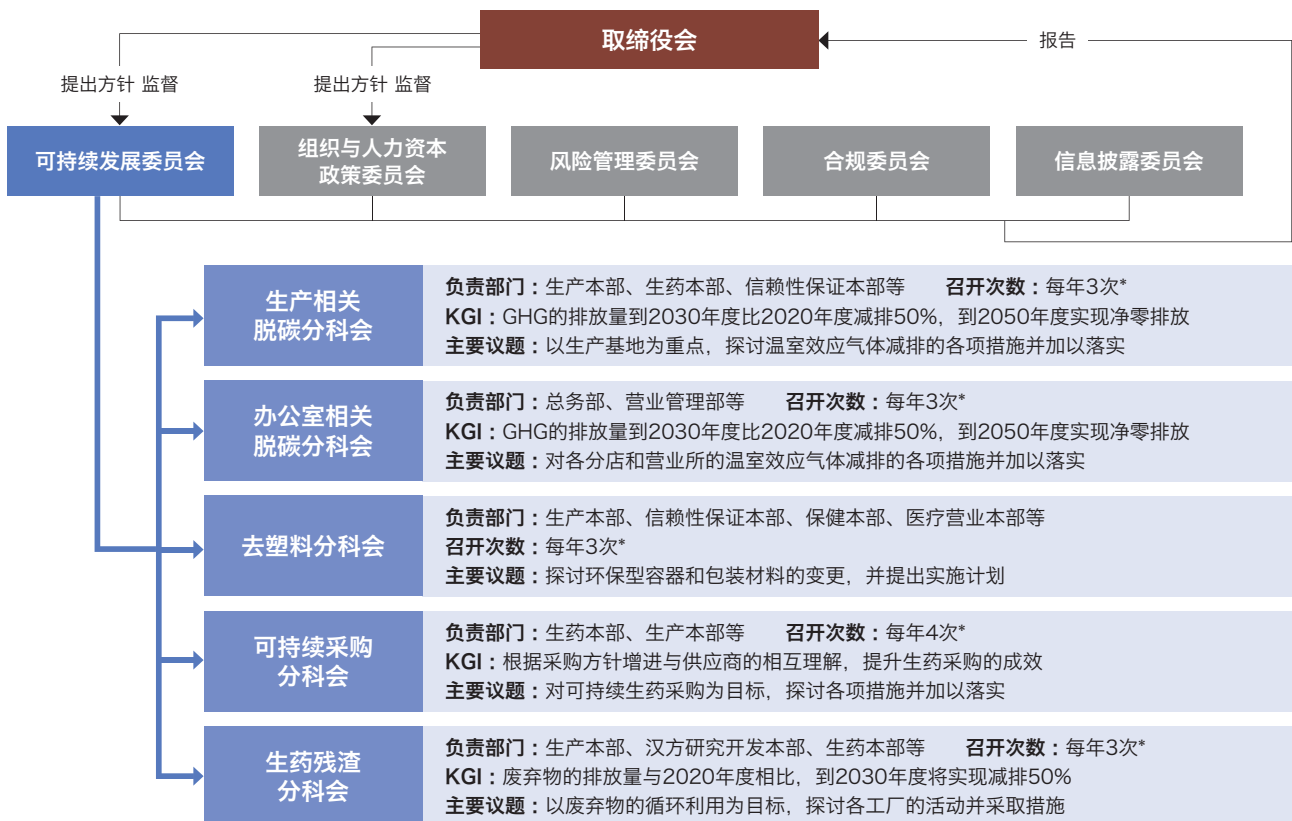 取缔役会
报告
提出方针 监督
提出方针 监督
可持续发展委员会
组织与人力资本
政策委员会
风险管理委员会
合规委员会
信息披露委员会
生产相关
脱碳分科会
负责部门：生产本部、生药本部、信赖性保证本部等 召开次数：每年3次*
KGI：GHG的排放量到2030年度比2020年度减排50%，到2050年度实现净零排放
主要议题：以生产基地为重点，探讨温室效应气体减排的各项措施并加以落实
办公室相关
脱碳分科会
负责部门：总务部、营业管理部等 召开次数：每年3次*
KGI：GHG的排放量到2030年度比2020年度减排50%，到2050年度实现净零排放
主要议题：对各分店和营业所的温室效应气体减排的各项措施并加以落实
去塑料分科会
负责部门：生产本部、信赖性保证本部、保健本部、医疗营业本部等
召开次数：每年3次*
主要议题：探讨环保型容器和包装材料的变更，并提出实施计划
可持续采购
分科会
负责部门：生药本部、生产本部等 召开次数：每年4次*
KGI：根据采购方针增进与供应商的相互理解，提升生药采购的成效
主要议题：对可持续生药采购为目标，探讨各项措施并加以落实
生药残渣
分科会
负责部门：生产本部、汉方研究开发本部、生药本部等 召开次数：每年3次*
KGI：废弃物的排放量与2020年度相比，到2030年度将实现减排50%
主要议题：以废弃物的循环利用为目标，探讨各工厂的活动并采取措施